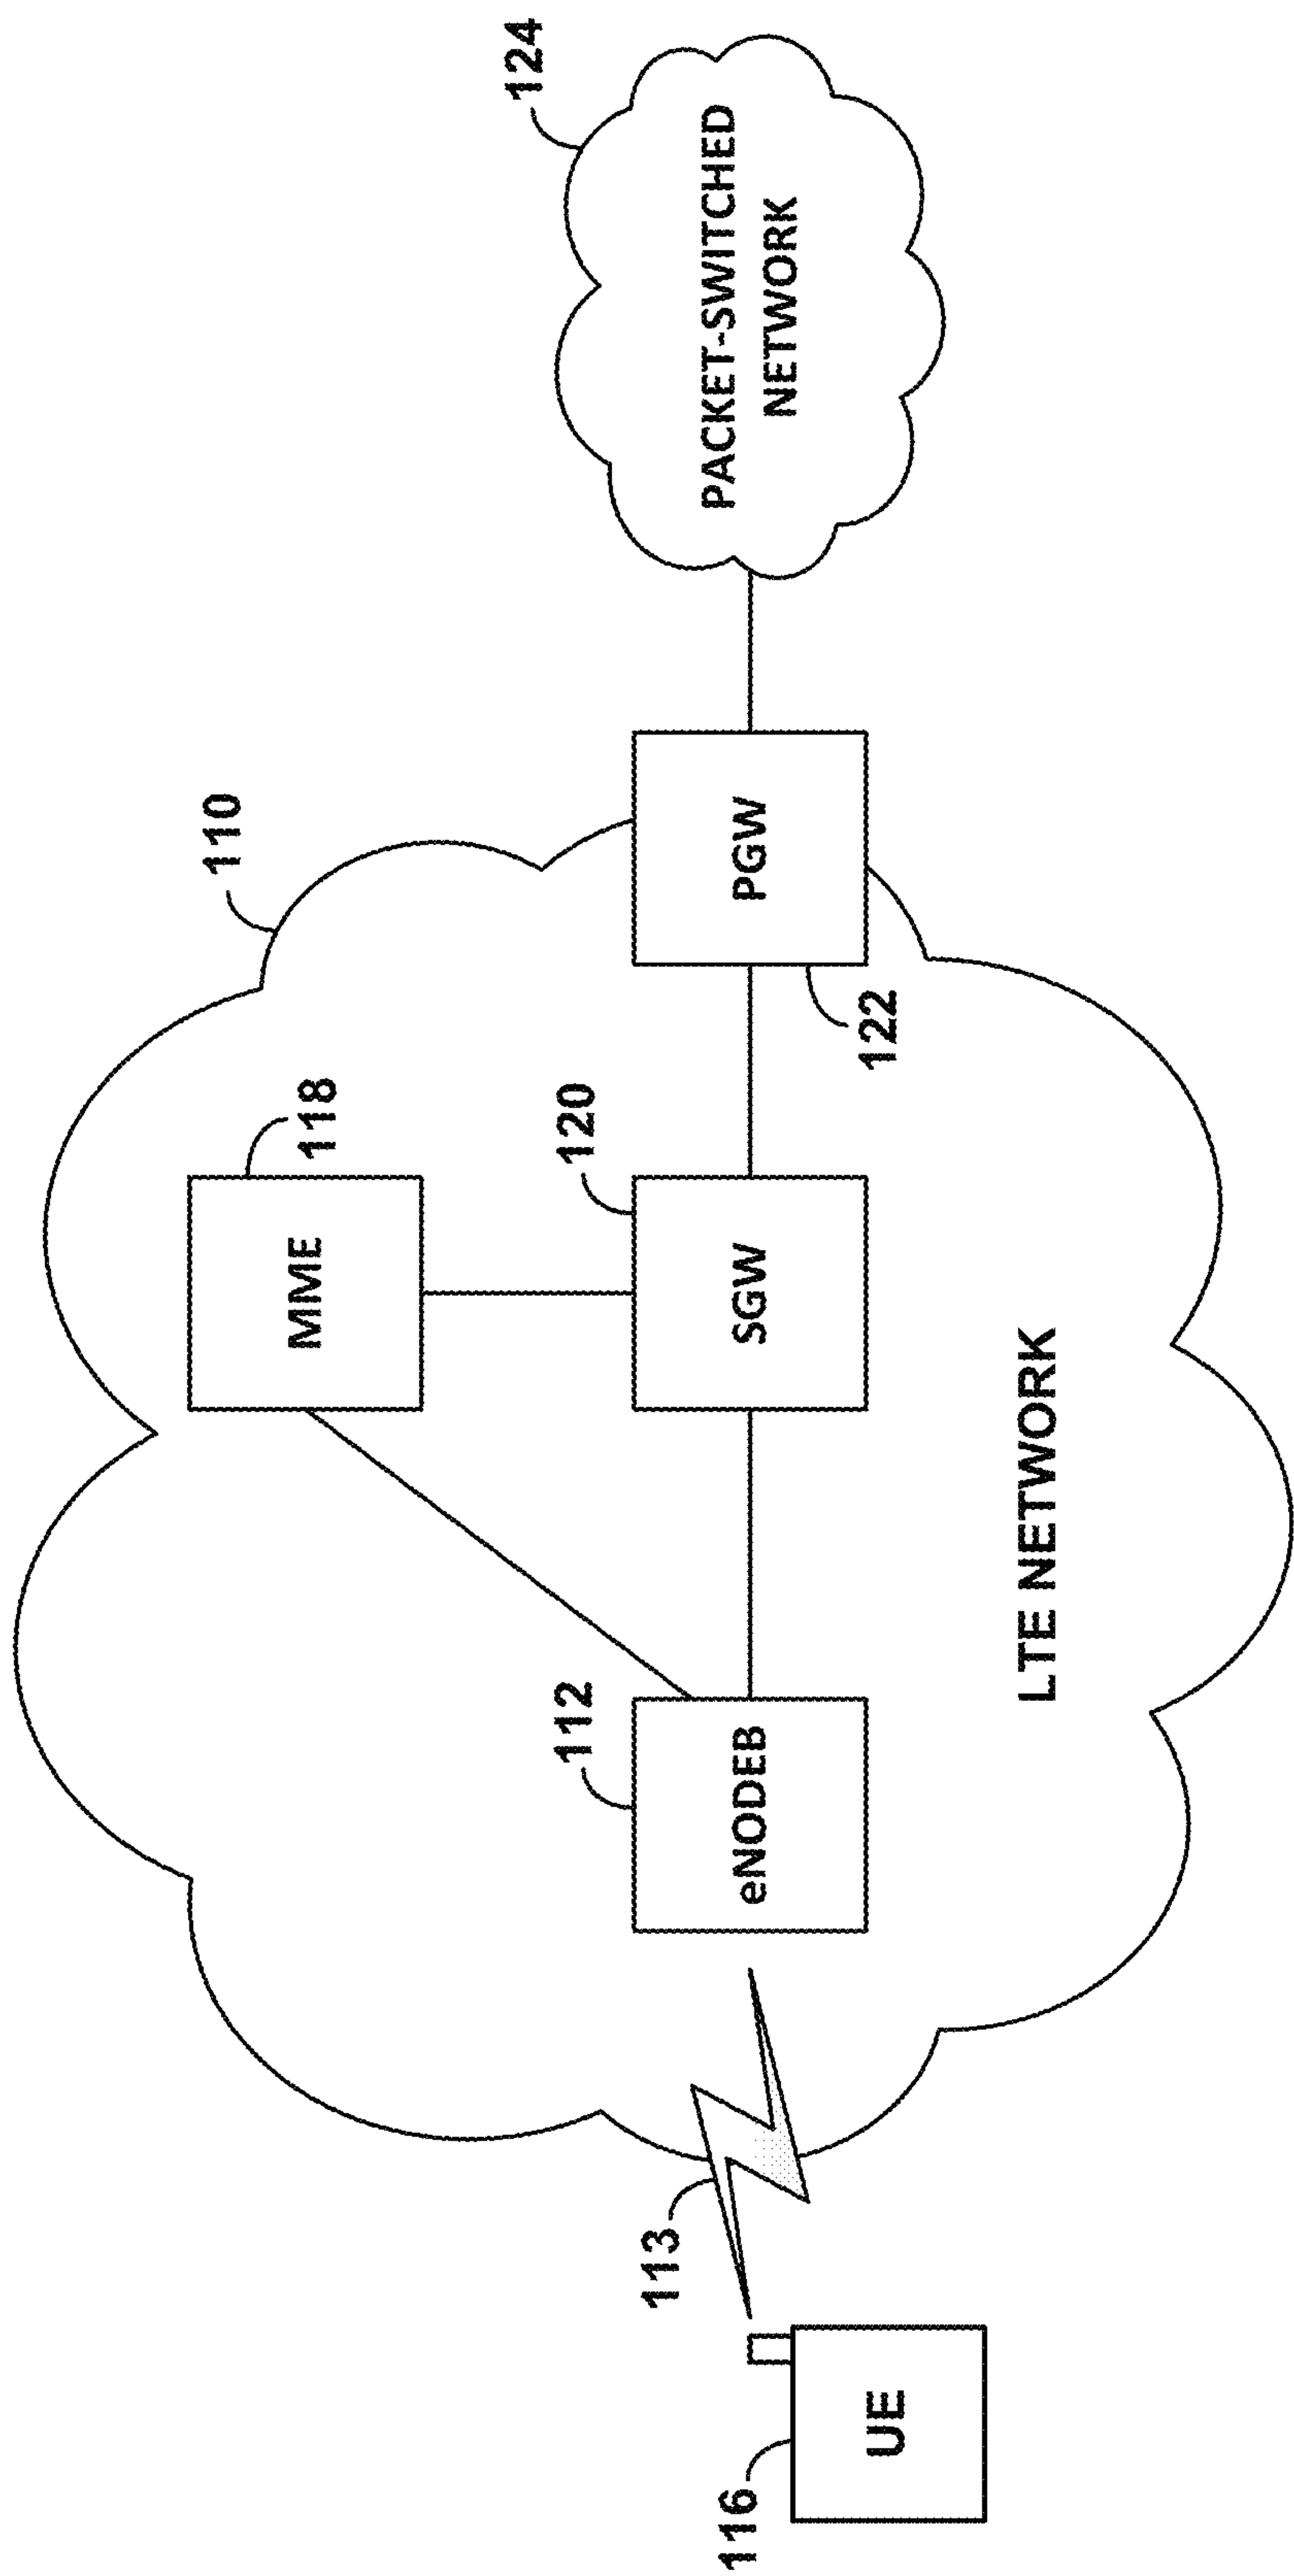 124
PACKET-SWITCHED
NETWORK
110
PGW
122
MME
118
120
SGW
112
eNODEB
LTE NETWORK
113
116
UE